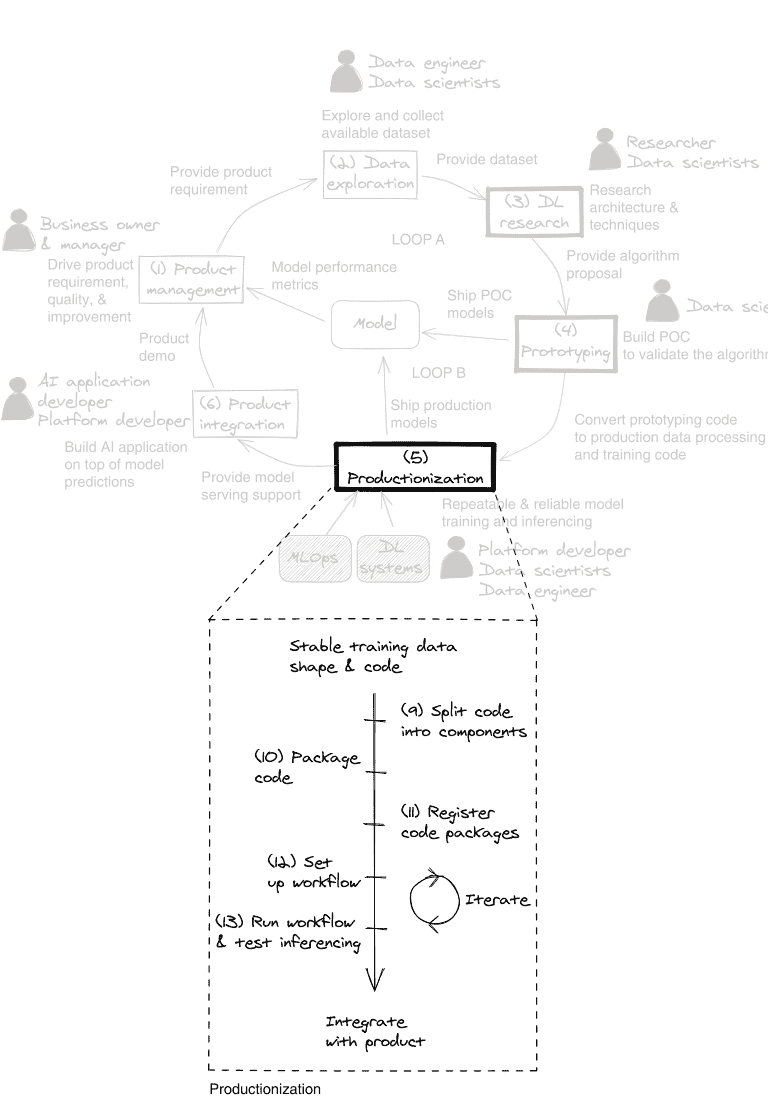 Data engineer
Data scientists
Explore and collect
available dataset
(2) Data
exploration
Provide product
requirement
Provide dataset
Researcher
Data scientists
(3) DL
research
Research
architecture &
techniques
Business owner
& manager
LOOP A
Drive product
requirement,
quality, &
improvement
(1) Product
management
Model performance
metrics
Provide algorithm
proposal
Ship POC
models
Data scie
Model
(4)
Prototyping
Build POC
to validate the algorithm
Product
demo
LOOP B
AI application
developer
Platform developer
(6) Product
integration
Ship production
models
Convert prototyping code
to production data processing
and training code
Build AI application
on top of model
predictions
Provide model
serving support
(5)
Productionization
Repeatable & reliable model
training and inferencing
MLOps
DL
systems
Platform developer
Data scientists
Data engineer
Stable training data
shape & code
(9) Split code
into components
(10) Package
code
(11) Register
code packages
(12) Set
up workflow
Iterate
(13) Run workflow
& test inferencing
Integrate
with product
Productionization